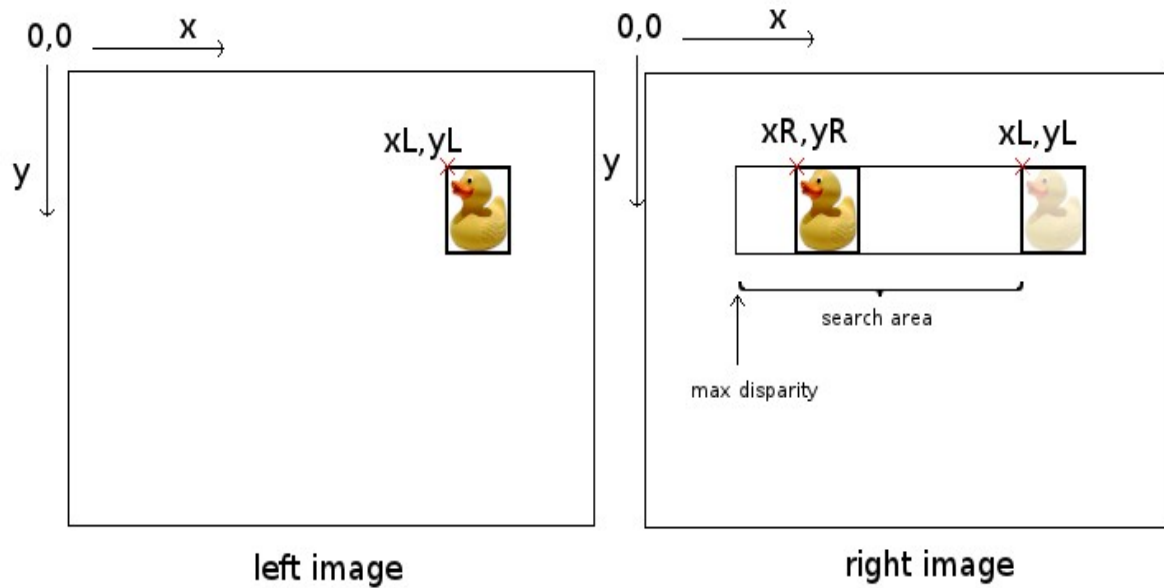 0,0
x
y
xL,yL
left image
0,0
x
y
xR,yR
xL,yL
search area
max disparity
right image